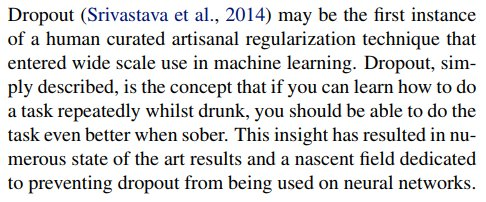 Dropout (Srivastava et al., 2014) may be the first instance
of a human curated artisanal regularization technique that
entered wide scale use in machine learning. Dropout, sim-
ply described, is the concept that if you can learn how to do
a task repeatedly whilst drunk, you should be able to do the
task even better when sober. This insight has resulted in nu-
merous state of the art results and a nascent field dedicated
to preventing dropout from being used on neural networks.